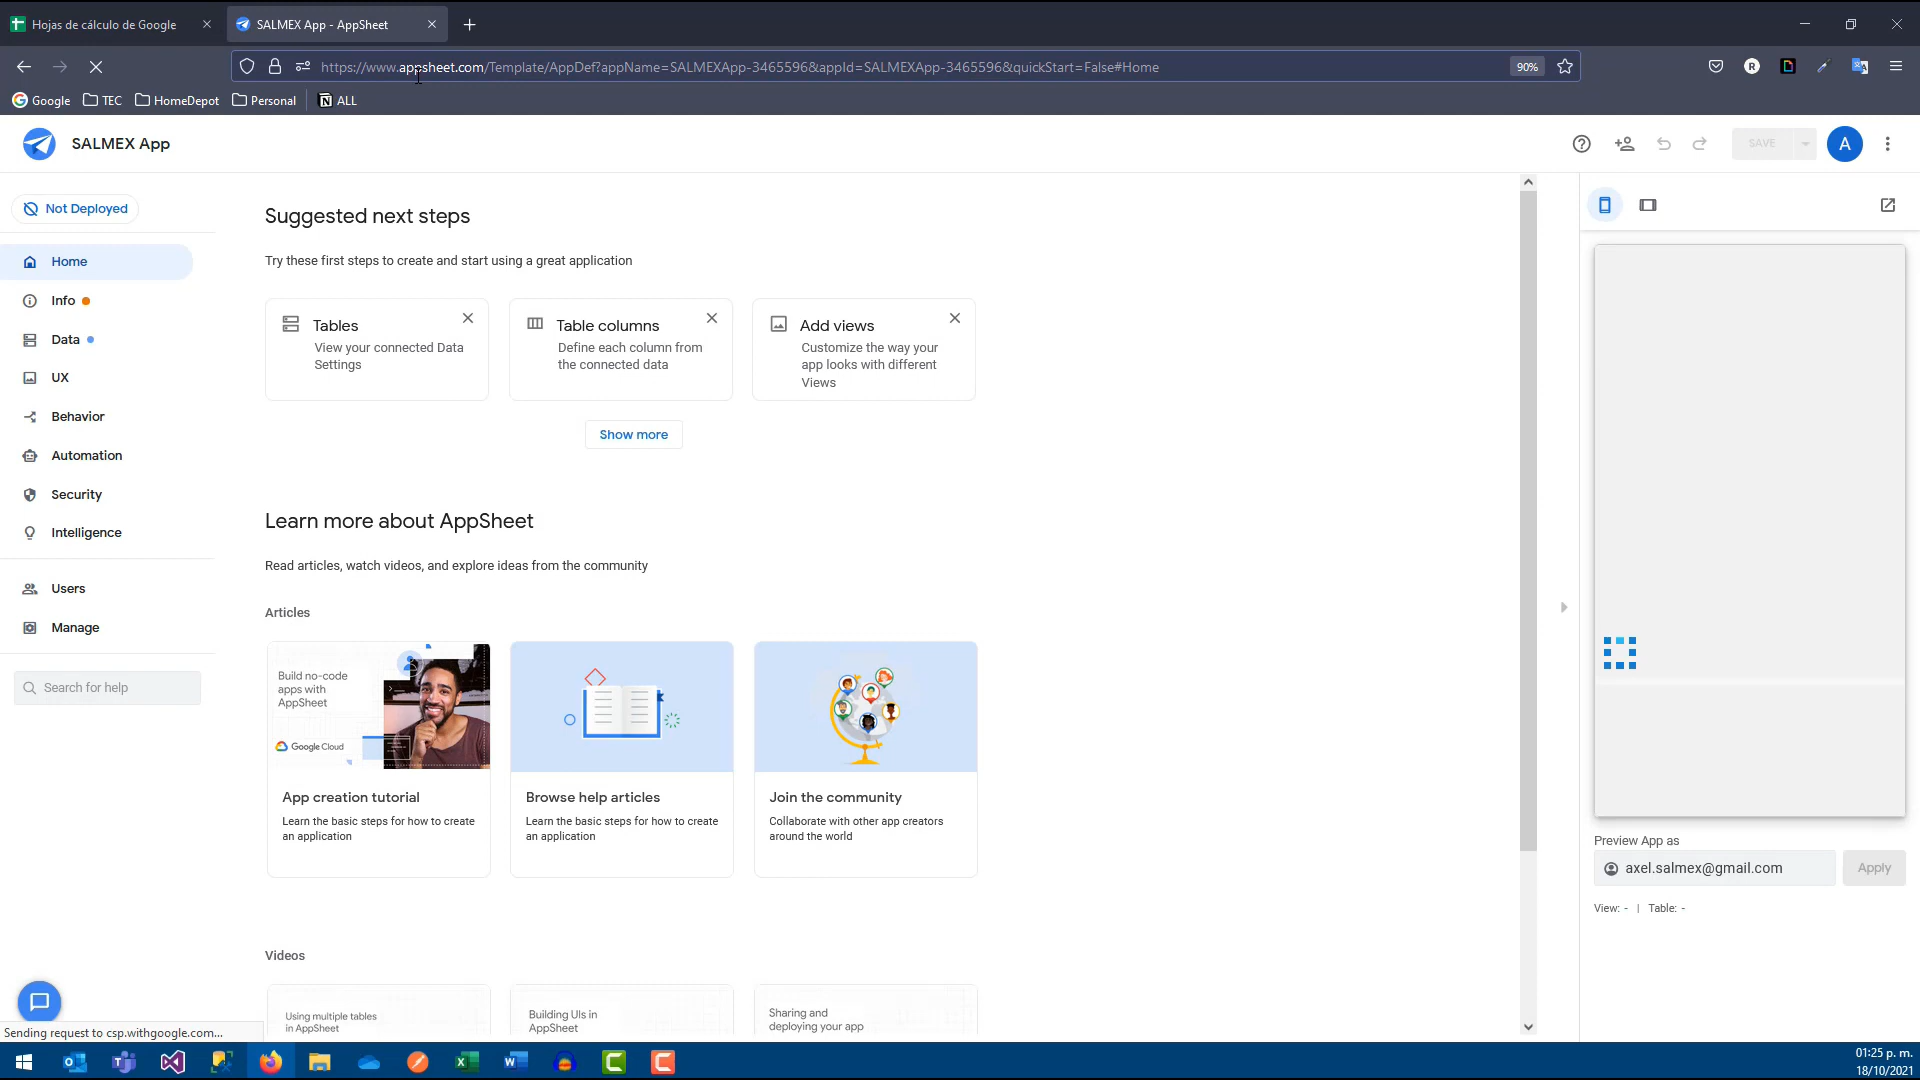 Hojas de cálculo de Google
SALMEX App - AppSheet
https://www.appsheet.com/Template/AppDef?appName=SALMEXApp-3465596&appId=SALMEXApp-3465596&quickStart=False#Home
90%
Google
TEC
HomeDepot
Personal
ALL
SALMEX App
SAVE
A
Not Deployed
Home
Info
Data
UX
Behavior
Automation
Security
Intelligence
Users
Manage
Search for help
Suggested next steps
Try these first steps to create and start using a great application
Tables
View your connected Data
Settings
Table columns
Define each column from
the connected data
Add views
Customize the way your
app looks with different
Views
Show more
Learn more about AppSheet
Read articles, watch videos, and explore ideas from the community
Articles
Build no-code
apps with
AppSheet
Google Cloud
App creation tutorial
Learn the basic steps for how to create
an application
Browse help articles
Learn the basic steps for how to create
an application
Join the community
Collaborate with other app creators
around the world
Videos
Using multiple tables
in AppSheet
Building UIs in
AppSheet
Sharing and
deploying your app
Preview App as
axel.salmex@gmail.com
Apply
View: - | Table: -
Sending request to csp.withgoogle.com...
01:25 p. m.
18/10/2021